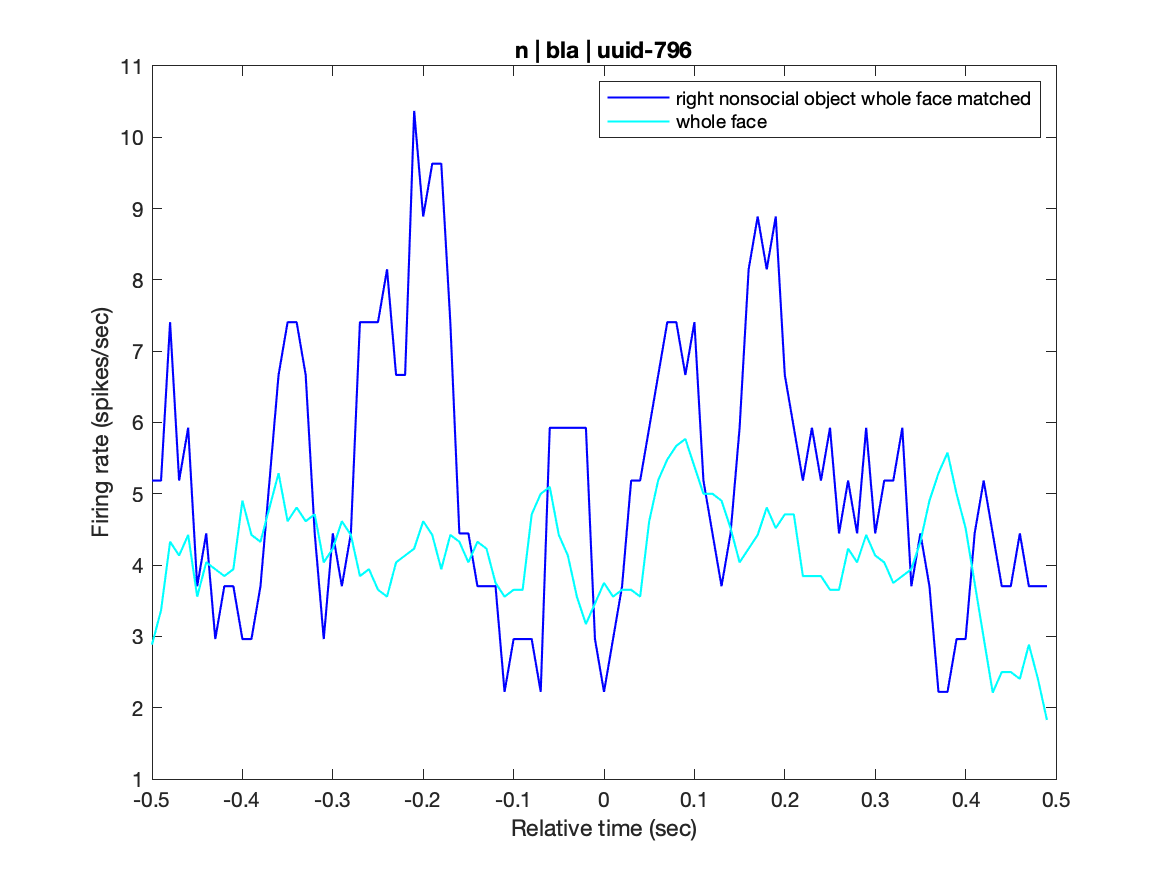 n | bla | uuid-796
right nonsocial object whole face matched
whole face
11
10
9
8
7
6
5
4
3
2
1
Firing rate (spikes/sec)
-0.5 -0.4 -0.3 -0.2 -0.1 0 0.1 0.2 0.3 0.4 0.5
Relative time (sec)